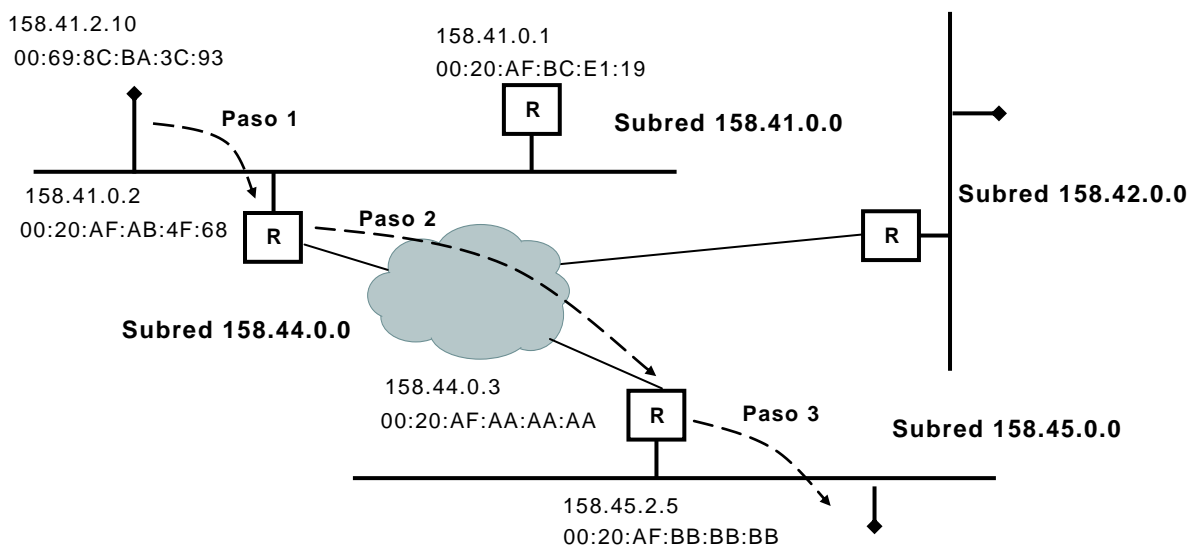 158.41.2.10
00:69:8C:BA:3C:93
158.41.0.1
00:20:AF:BC:E1:19
R
Paso 1
Subred 158.41.0.0
158.41.0.2
00:20:AF:AB:4F:68
R
Paso 2
Subred 158.42.0.0
R
Subred 158.44.0.0
158.44.0.3
00:20:AF:AA:AA:AA
R
Paso 3
Subred 158.45.0.0
158.45.2.5
00:20:AF:BB:BB:BB